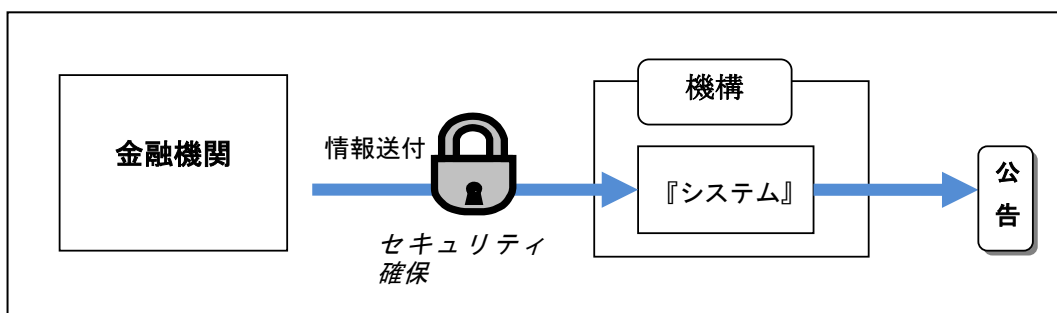 金融機関
情報送付
セキュリティ
確保
機構
『システム』
公
告